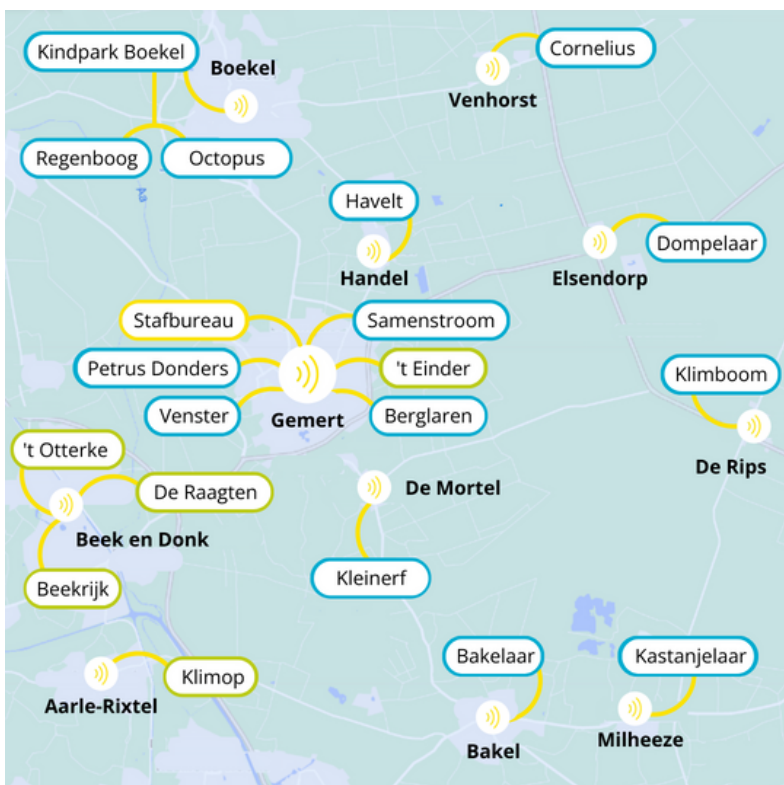 Kindpark Boekel
Boekel
Regenboog
Octopus
Cornelius
Venhorst
Havelt
Handel
Dompelaar
Elsendorp
Stafbureau
Samenstroom
Petrus Donders
't Einder
Venster
Berglaren
Gemert
Klimboom
De Rips
't Otterke
De Raagten
Beek en Donk
Beekrijk
De Mortel
Kleinerf
Klimop
Aarle-Rixtel
Bakelaar
Bakel
Kastanjelaar
Milheeze